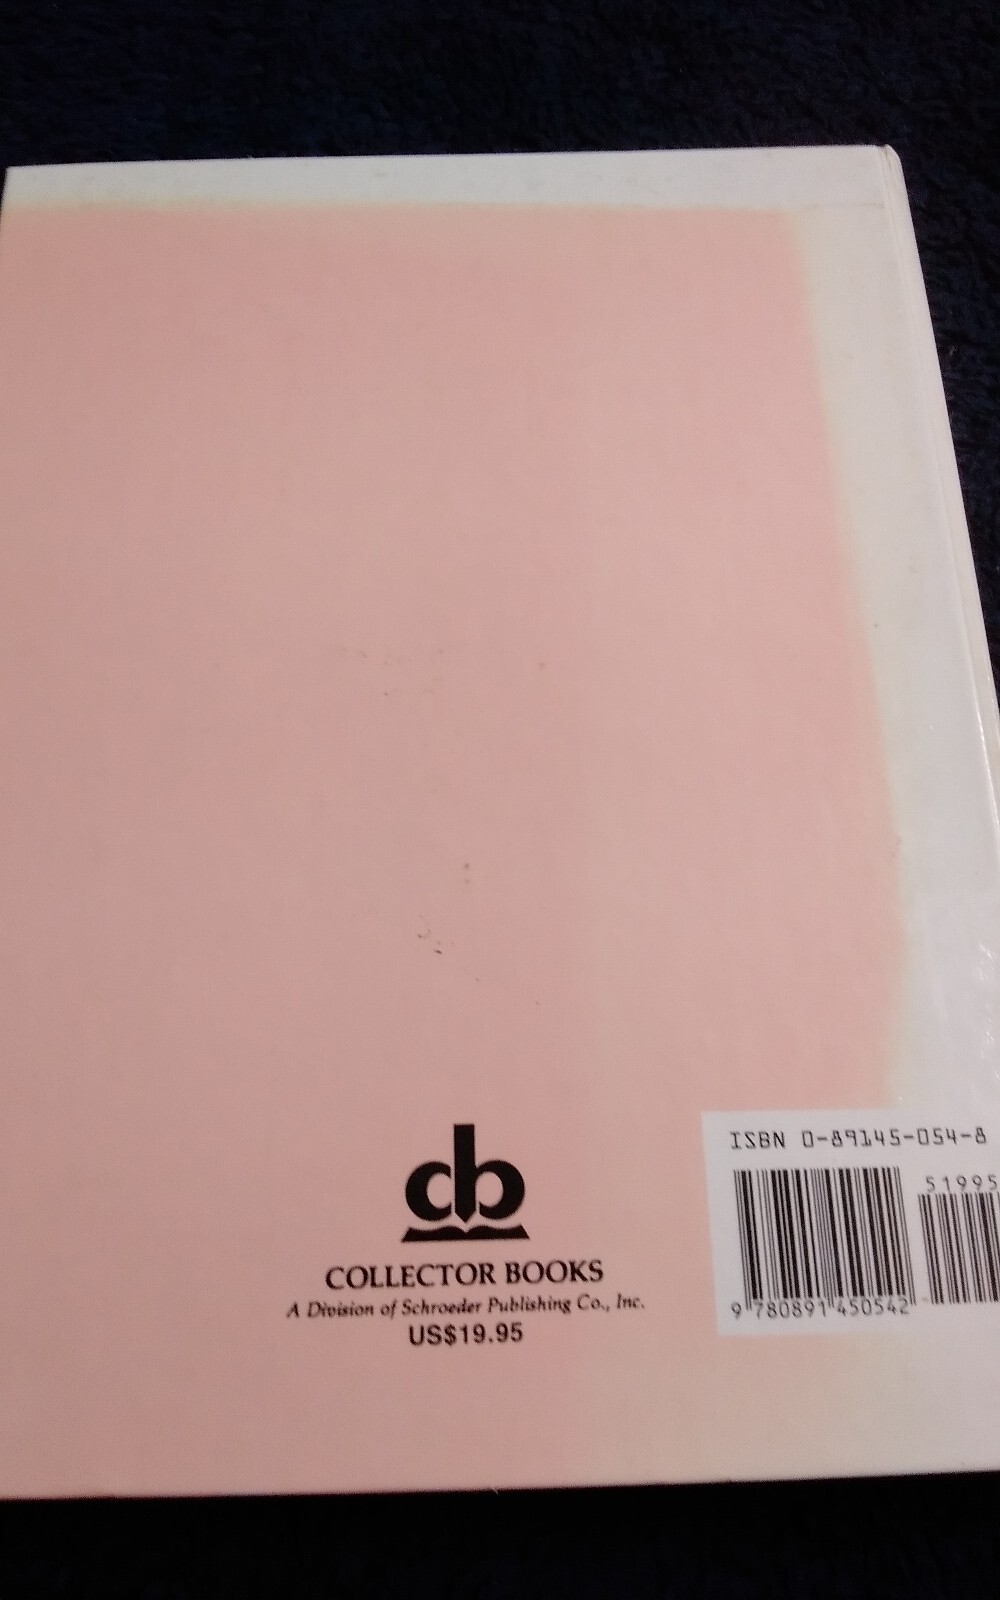 cb
COLLECTOR BOOKS
A Division of Schroeder Publishing Co., Inc.
US$19.95
ISBN 0-89145-054-8
51995
9 780891 450542